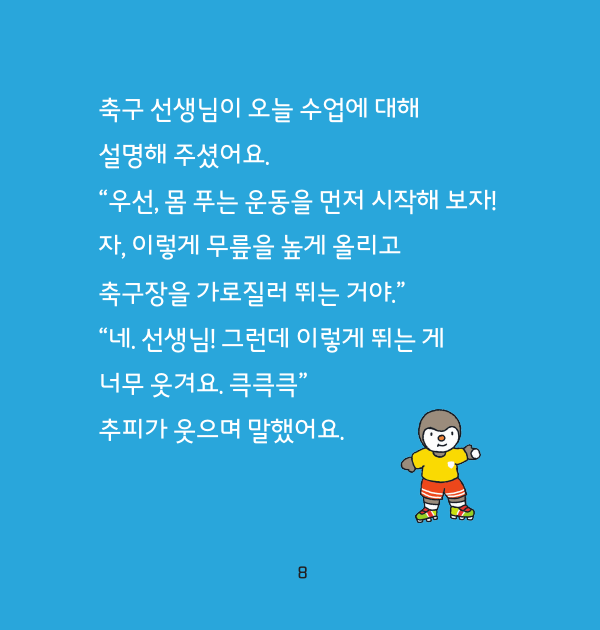 축구 선생님이 오늘 수업에 대해
설명해 주셨어요.
“우선, 몸 푸는 운동을 먼저 시작해 보자!
자, 이렇게 무릎을 높게 올리고
축구장을 가로질러 뛰는 거야.”
“네. 선생님! 그런데 이렇게 뛰는 게
너무 웃겨요. 큭큭큭”
추피가 웃으며 말했어요.
8